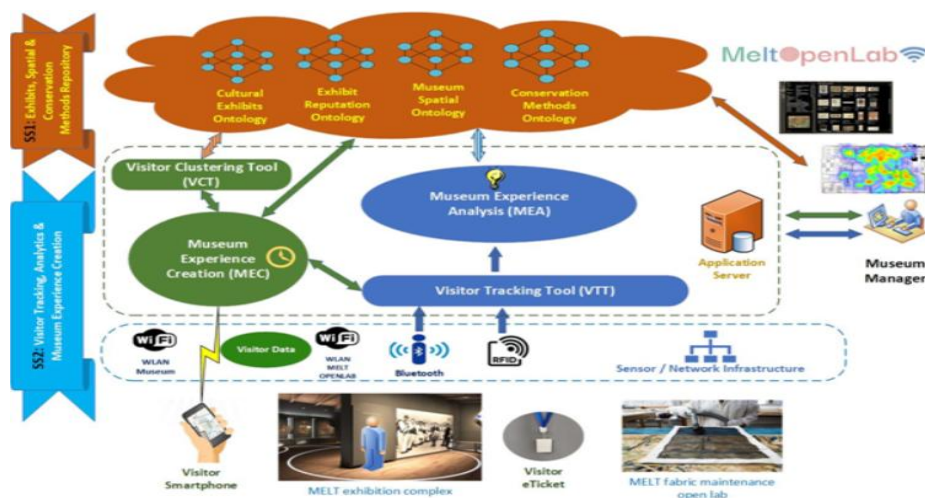 MeltOpenLab
SS1: Exhibits, Spatial &
Conservation
Methods Repository
Cultural
Exhibits
Ontology
Exhibit
Reputation
Ontology
Museum
Spatial
Ontology
Conservation
Methods Ontology
Visitor Clustering Tool
(VCT)
Museum Experience
Analysis (MEA)
Museum
Experience
Creation (MEC)
Visitor Tracking Tool (VTT)
Application
Server
Museum
Manager
SS2: Visitor Tracking, Analytics &
Museum Experience Creation
WiFi
WLAN
Museum
Visitor Data
WiFi
WLAN
MELT
OPENLAB
Bluetooth
RFID
Sensor / Network Infrastructure
Visitor
Smartphone
MELT exhibition complex
Visitor
eTicket
MELT fabric maintenance
open lab